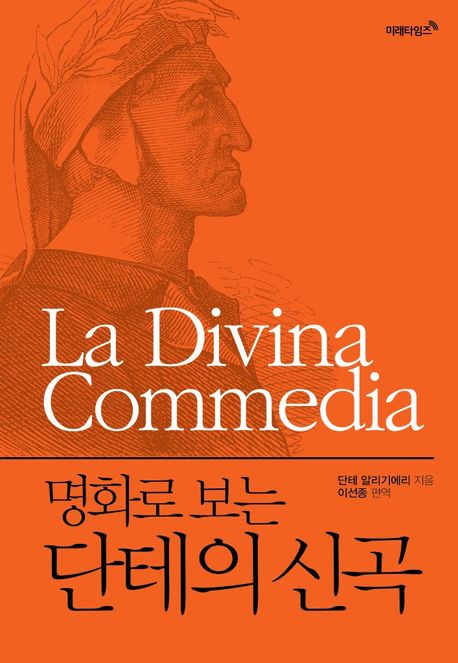 미래타임즈
La Divina
Commedia
단테 알리기에리 지음
이선종 편역
명화로 보는
단테의 신곡